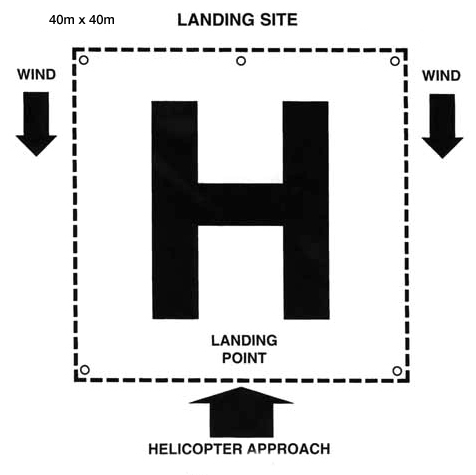 40m x 40m
LANDING SITE
WIND
WIND
H
LANDING
POINT
HELICOPTER APPROACH